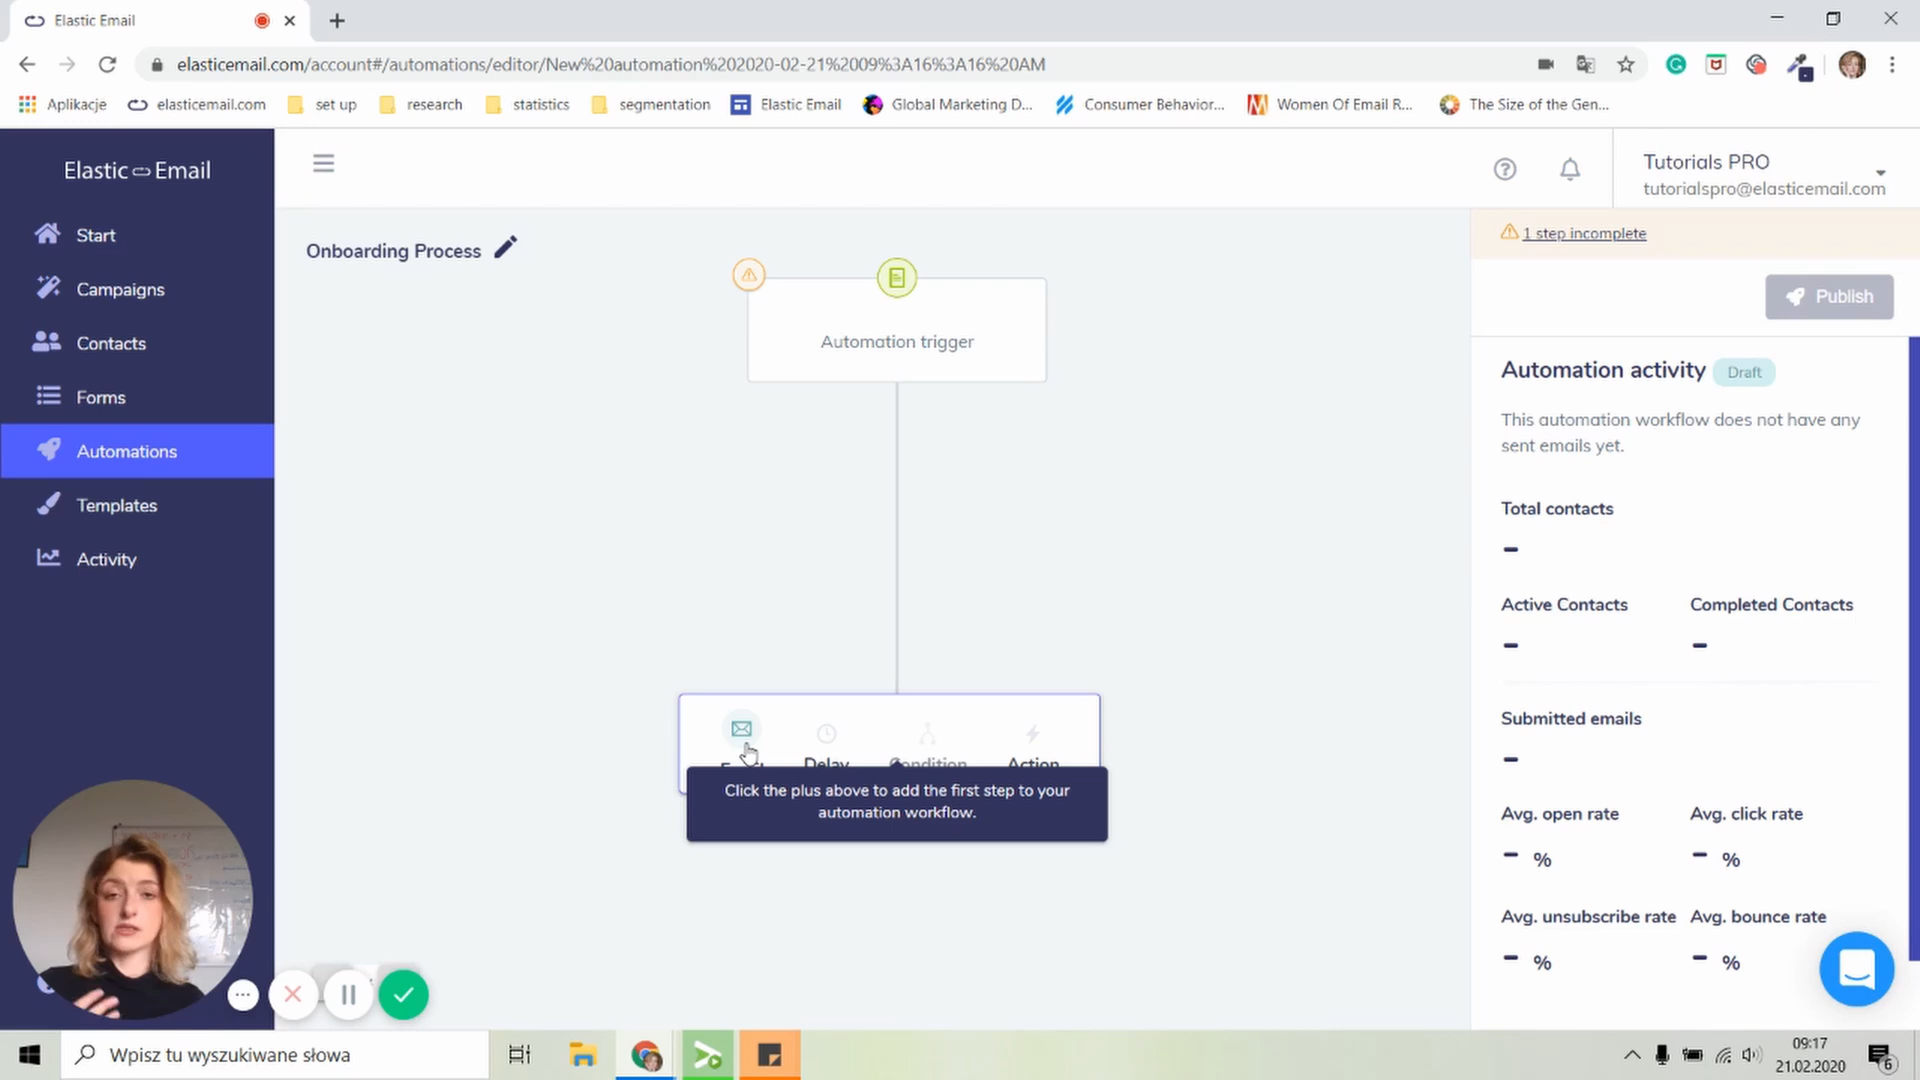 Elastic Email
elasticemail.com/account#/automations/editor/New%20automation%202020-02-21%2009%3A16%3A16%20AM
Aplikacje
elasticemail.com
set up
research
statistics
segmentation
Elastic Email
Global Marketing D...
Consumer Behavior...
Women Of Email R...
The Size of the Gen...
Elastic Email
Tutorials PRO
tutorialspro@elasticemail.com
Start
Campaigns
Contacts
Forms
Automations
Templates
Activity
Onboarding Process
Automation trigger
Delay
Condition
Action
Click the plus above to add the first step to your
automation workflow.
1 step incomplete
Publish
Automation activity Draft
This automation workflow does not have any
sent emails yet.
Total contacts
-
Active Contacts Completed Contacts
- -
Submitted emails
-
Avg. open rate Avg. click rate
- % - %
Avg. unsubscribe rate Avg. bounce rate
- % - %
Wpisz tu wyszukiwane słowa
09:17
21.02.2020
6